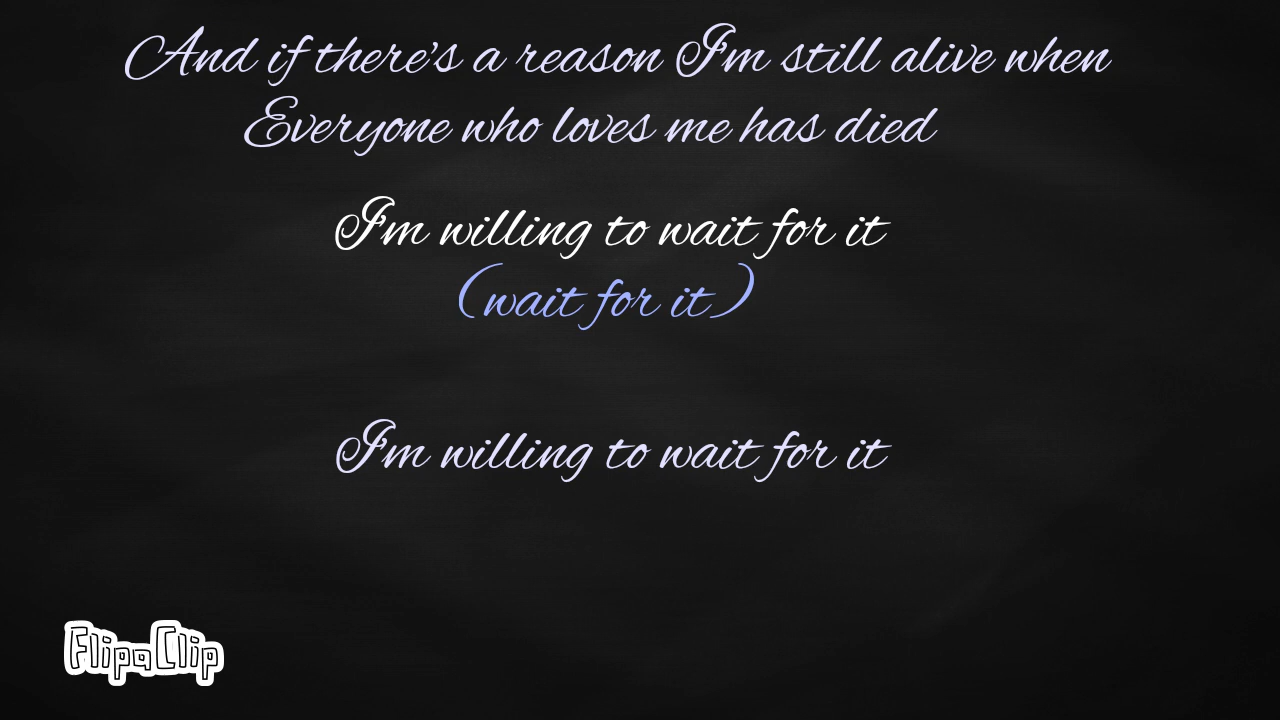 And if there's a reason I'm still alive when
Everyone who loves me has died
I'm willing to wait for it
(wait for it)
I'm willing to wait for it
FlipaClip